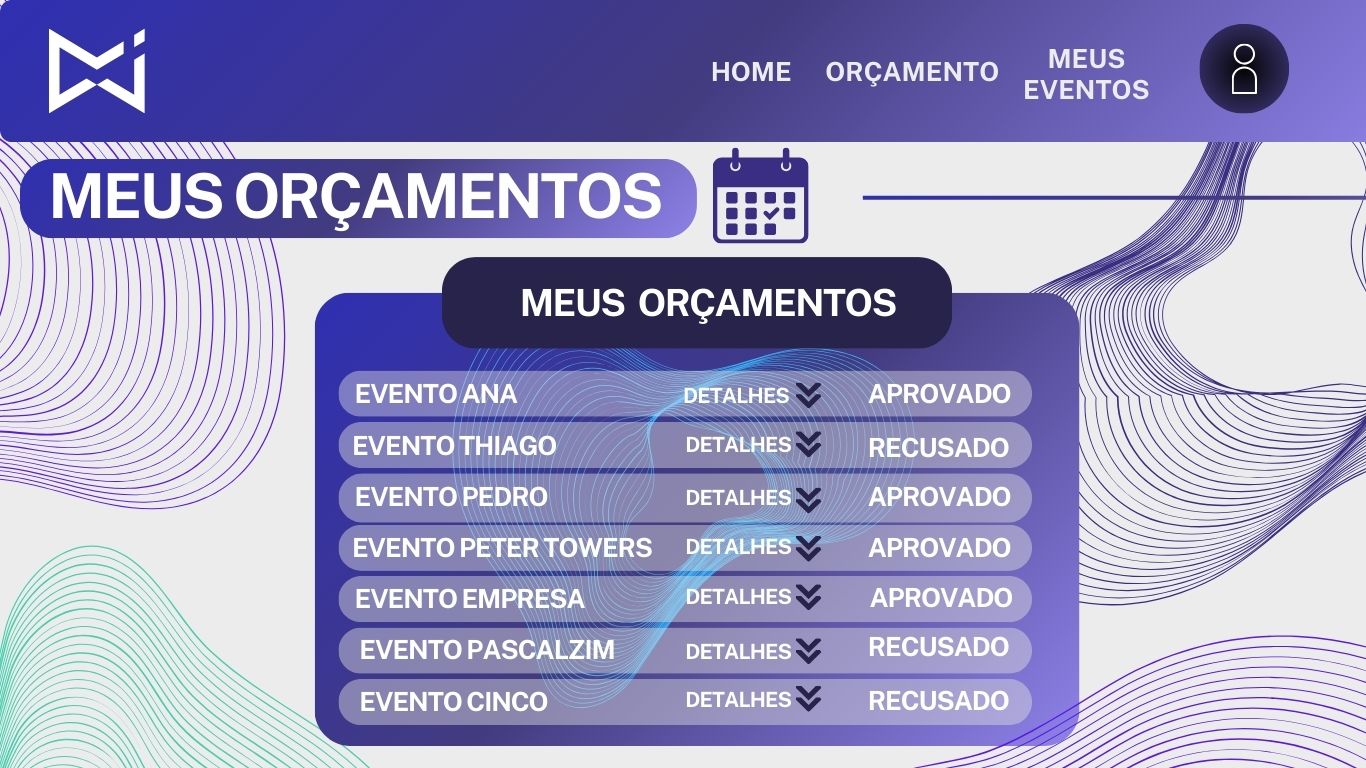 HOME ORÇAMENTO MEUS EVENTOS
MEUS ORÇAMENTOS
MEUS ORÇAMENTOS
EVENTO ANA DETALHES APROVADO
EVENTO THIAGO DETALHES RECUSADO
EVENTO PEDRO DETALHES APROVADO
EVENTO PETER TOWERS DETALHES APROVADO
EVENTO EMPRESA DETALHES APROVADO
EVENTO PASCALZIM DETALHES RECUSADO
EVENTO CINCO DETALHES RECUSADO